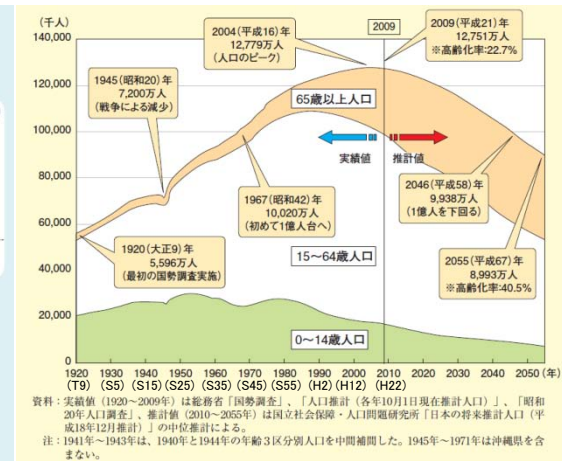 (千人)
140,000
120,000
100,000
80,000
60,000
40,000
20,000
0
2004(平成16)年
12,779万人
(人口のピーク)
2009
2009(平成21)年
12,751万人
※高齢化率:22.7%
1945(昭和20)年
7,200万人
(戦争による減少)
65歳以上人口
実績値
推計値
1967(昭和42)年
10,020万人
(初めて1億人台へ)
2046(平成58)年
9,938万人
(1億人を下回る)
1920(大正9)年
5,596万人
(最初の国勢調査実施)
15~64歳人口
2055(平成67)年
8,993万人
※高齢化率:40.5%
0~14歳人口
1920 1930 1940 1950 1960 1970 1980 1990 2000 2010 2020 2030 2040 2050 (年)
(T9) (S5) (S15) (S25) (S35) (S45) (S55) (H2) (H12) (H22)
資料:実績値(1920~2009年)は総務省「国勢調査」、「人口推計(各年10月1日現在推計人口)」、「昭和
20年人口調査」、推計値(2010~2055年)は国立社会保障・人口問題研究所「日本の将来推計人口(平
成18年12月推計)」の中位推計による。
注:1941年~1943年は、1940年と1944年の年齢3区分別人口を中間補間した。1945年~1971年は沖縄県を含
まない。